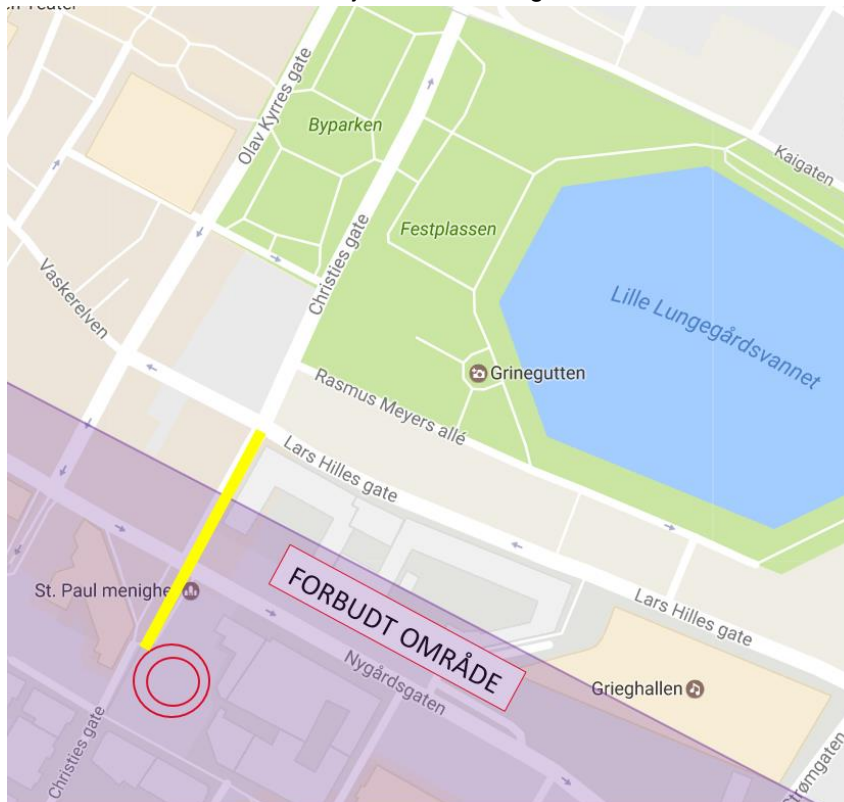 Olav Kyrres gate
Byparken
Kaigaten
Festplassen
Christies gate
Vaskerelven
Lille Lungegårdsvannet
Grinegutten
Rasmus Meyers allé
Lars Hilles gate
FORBUDT OMRÅDE
St. Paul menighe
Lars Hilles gate
Nygårdsgaten
Grieghallen
Christies gate
trømgaten